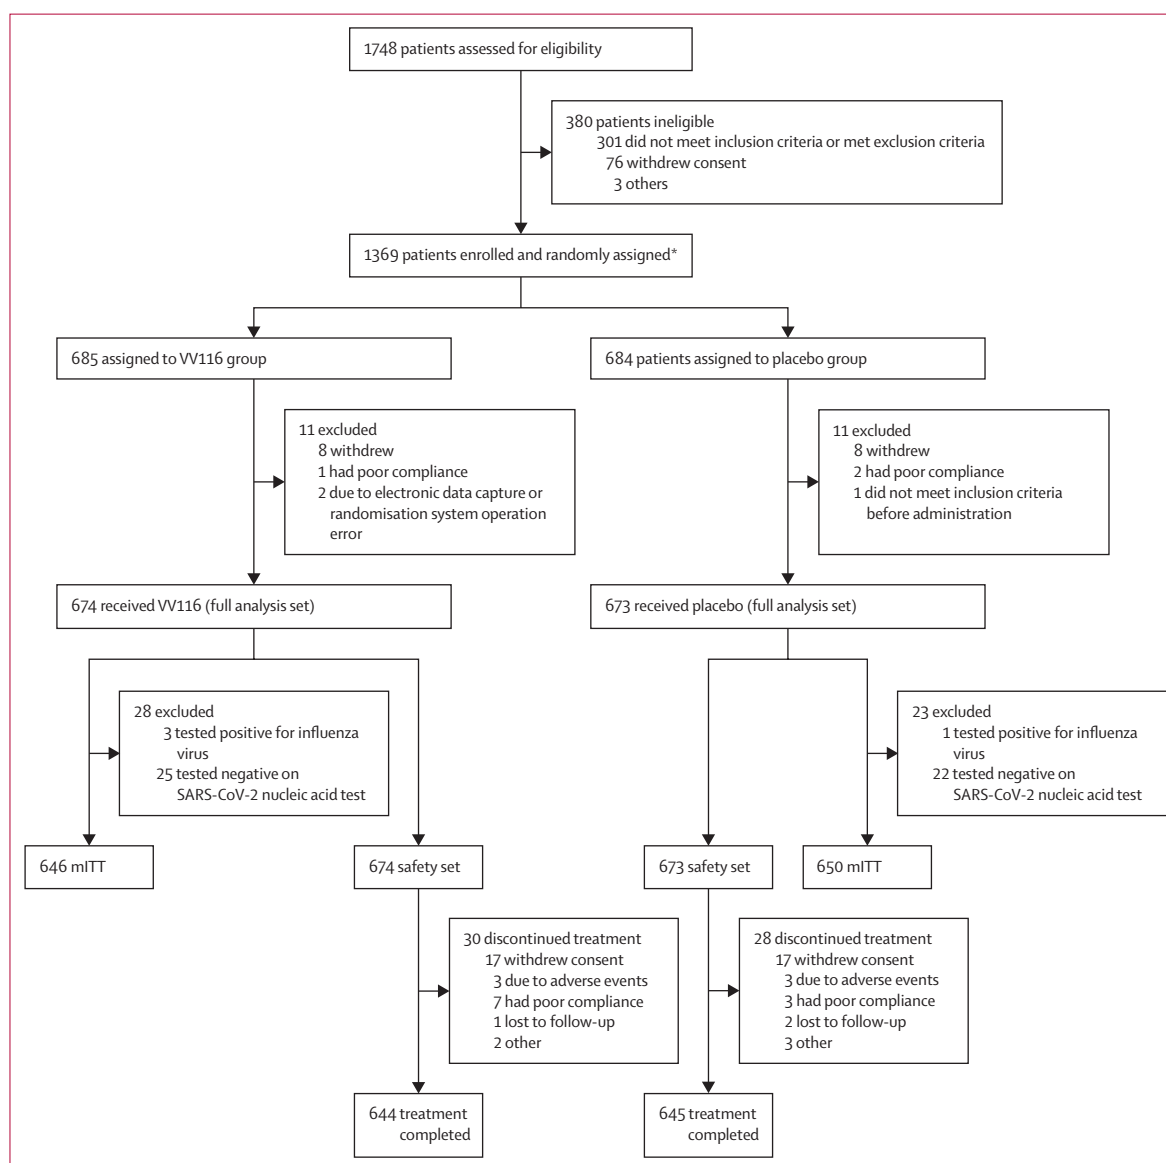 1748 patients assessed for eligibility
380 patients ineligible
301 did not meet inclusion criteria or met exclusion criteria
76 withdrew consent
3 others
1369 patients enrolled and randomly assigned*
685 assigned to VV116 group
684 patients assigned to placebo group
11 excluded
8 withdrew
1 had poor compliance
2 due to electronic data capture or
randomisation system operation
error
11 excluded
8 withdrew
2 had poor compliance
1 did not meet inclusion criteria
before administration
674 received VV116 (full analysis set)
673 received placebo (full analysis set)
28 excluded
3 tested positive for influenza
virus
25 tested negative on
SARS-CoV-2 nucleic acid test
23 excluded
1 tested positive for influenza
virus
22 tested negative on
SARS-CoV-2 nucleic acid test
646 mITT
674 safety set
673 safety set
650 mITT
30 discontinued treatment
17 withdrew consent
3 due to adverse events
7 had poor compliance
1 lost to follow-up
2 other
28 discontinued treatment
17 withdrew consent
3 due to adverse events
3 had poor compliance
2 lost to follow-up
3 other
644 treatment
completed
645 treatment
completed